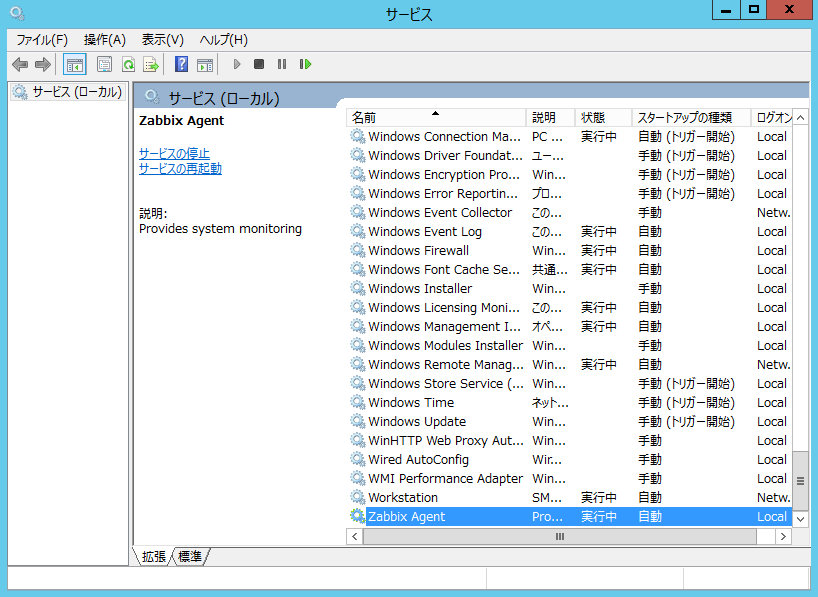 サービス
ファイル(F) 操作(A) 表示(V) ヘルプ(H)
サービス (ローカル)
サービス (ローカル)
Zabbix Agent
サービスの停止
サービスの再起動
説明:
Provides system monitoring
名前 説明 状態 スタートアップの種類 ログオン
Windows Connection Ma... PC ... 実行中 自動 (トリガー開始) Local
Windows Driver Foundat... ユー... 手動 (トリガー開始) Local
Windows Encryption Pro... Win... 手動 (トリガー開始) Local
Windows Error Reportin... プロ... 手動 (トリガー開始) Local
Windows Event Collector この... 手動 Netw.
Windows Event Log この... 実行中 自動 Local
Windows Firewall Win... 実行中 自動 Local
Windows Font Cache Se... 共通... 実行中 自動 Local
Windows Installer Win... 手動 Local
Windows Licensing Moni... この... 実行中 自動 Local
Windows Management I... オペ... 実行中 自動 Local
Windows Modules Installer Win... 手動 Local
Windows Remote Manag... Win... 実行中 自動 Netw.
Windows Store Service (... Win... 手動 (トリガー開始) Local
Windows Time ネット... 手動 (トリガー開始) Local
Windows Update Win... 手動 (トリガー開始) Local
WinHTTP Web Proxy Aut... Win... 手動 Local
Wired AutoConfig Wir... 手動 Local
WMI Performance Adapter Win... 手動 Local
Workstation SM... 実行中 自動 Netw.
Zabbix Agent Pro... 実行中 自動 Local
拡張 標準